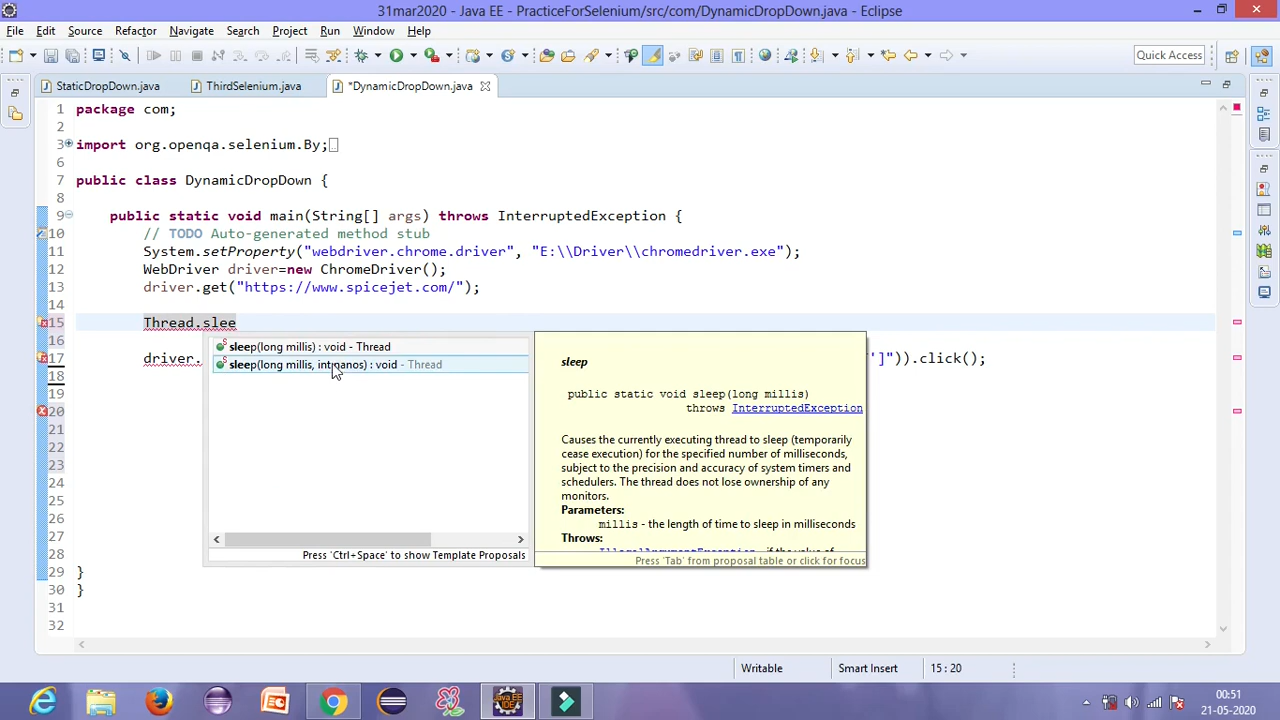 31mar2020 - Java EE - PracticeForSelenium/src/com/DynamicDropDown.java - Eclipse
File Edit Source Refactor Navigate Search Project Run Window Help
Quick Access
StaticDropDown.java ThirdSelenium.java *DynamicDropDown.java
1 package com;
2
3 import org.openqa.selenium.By;
6
7 public class DynamicDropDown {
8
9 public static void main(String[] args) throws InterruptedException {
10 // TODO Auto-generated method stub
11 System.setProperty("webdriver.chrome.driver", "E:\\Driver\\chromedriver.exe");
12 WebDriver driver=new ChromeDriver();
13 driver.get("https://www.spicejet.com/");
14
15 Thread.slee
16
17 driver. ']")).click();
18
19
20
21
22
23
24
25
26
27
28
29 }
30 }
31
32
sleep(long millis) : void - Thread
sleep(long millis, int nanos) : void - Thread
Press 'Ctrl+Space' to show Template Proposals
sleep
public static void sleep(long millis)
throws InterruptedException
Causes the currently executing thread to sleep (temporarily
cease execution) for the specified number of milliseconds,
subject to the precision and accuracy of system timers and
schedulers. The thread does not lose ownership of any
monitors.
Parameters:
millis - the length of time to sleep in milliseconds
Throws:
IllegalArgumentException - if the value of
Press 'Tab' from proposal table or click for focus
Writable Smart Insert 15 : 20
Java EE
IDE
00:51
21-05-2020